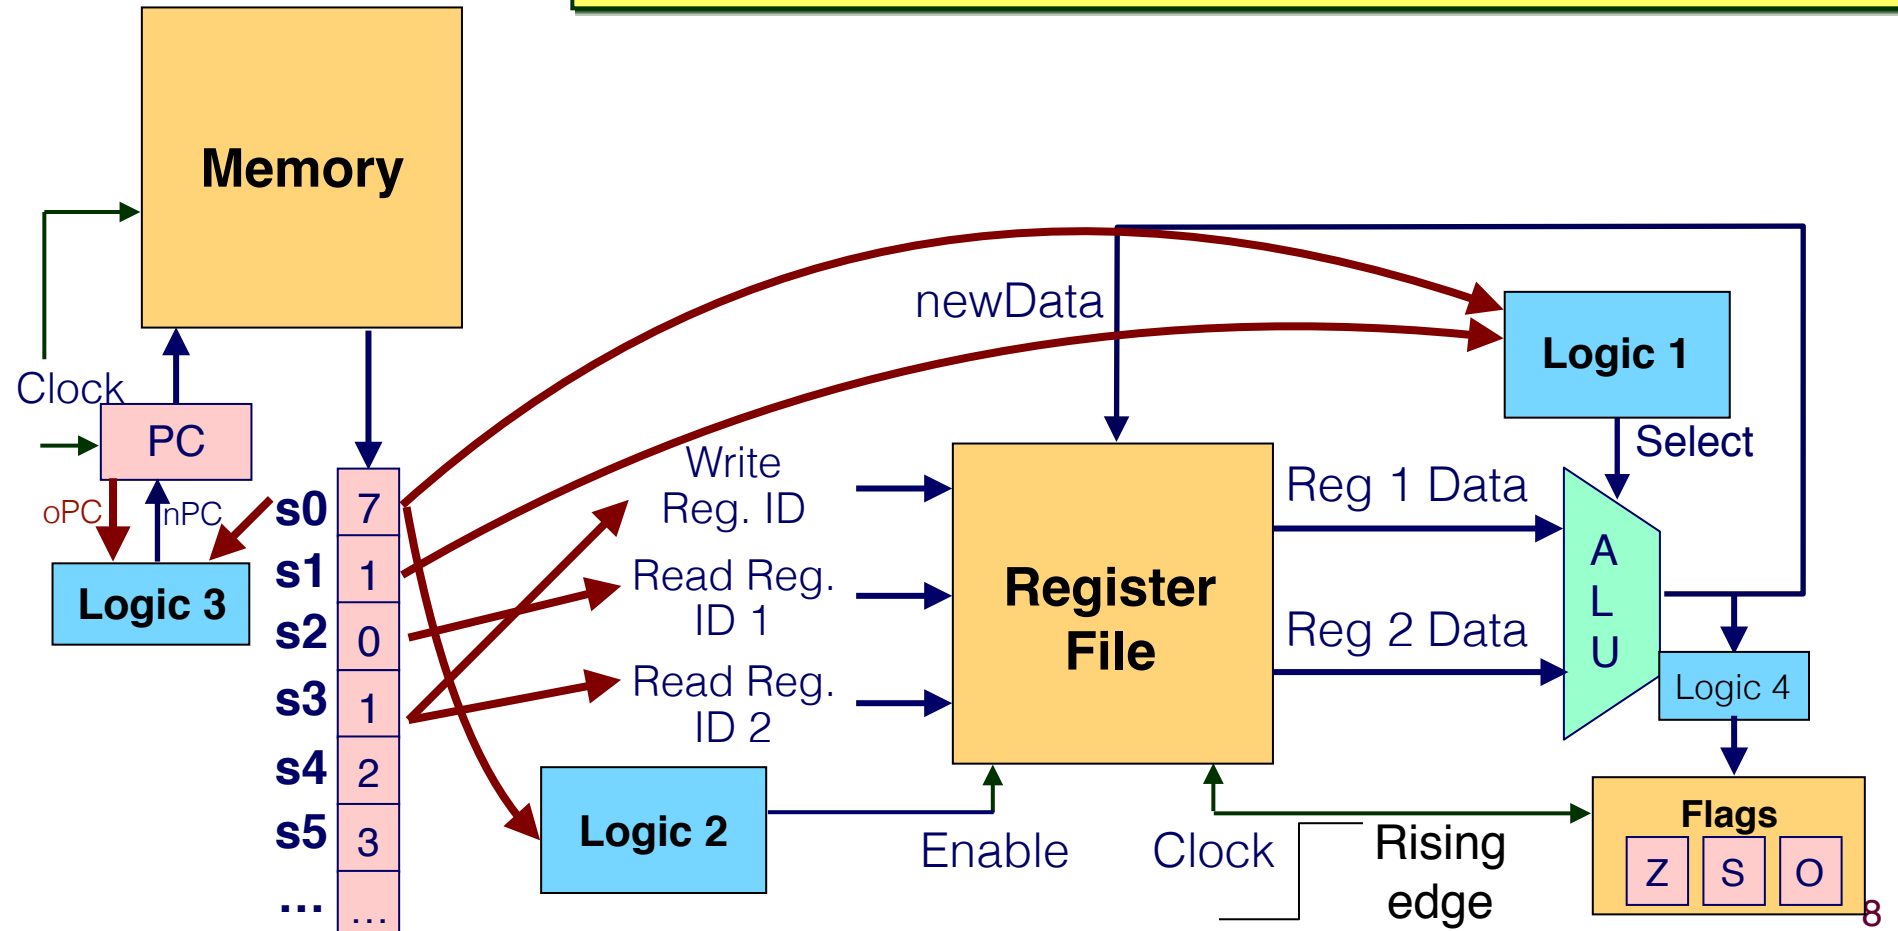 Memory
Clock
PC
oPC
nPC
Logic 3
s0 7
s1 1
s2 0
s3 1
s4 2
s5 3
... ...
Write
Reg. ID
Read Reg.
ID 1
Read Reg.
ID 2
Logic 2
newData
Register
File
Enable
Clock
Rising
edge
Reg 1 Data
Reg 2 Data
Logic 1
Select
A
L
U
Logic 4
Flags
Z S O
8